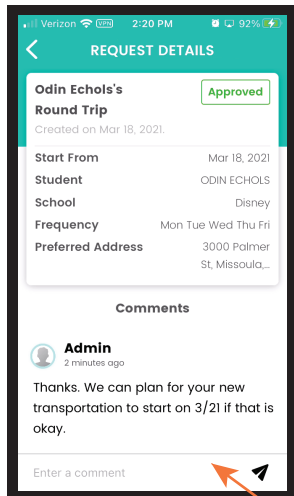 Verizon VPN 2:20 PM 92%
REQUEST DETAILS
Odin Echols's Approved
Round Trip
Created on Mar 18, 2021.
Start From Mar 18, 2021
Student ODIN ECHOLS
School Disney
Frequency Mon Tue Wed Thu Fri
Preferred Address 3000 Palmer
St, Missoula,...
Comments
Admin
2 minutes ago
Thanks. We can plan for your new
transportation to start on 3/21 if that is
okay.
Enter a comment